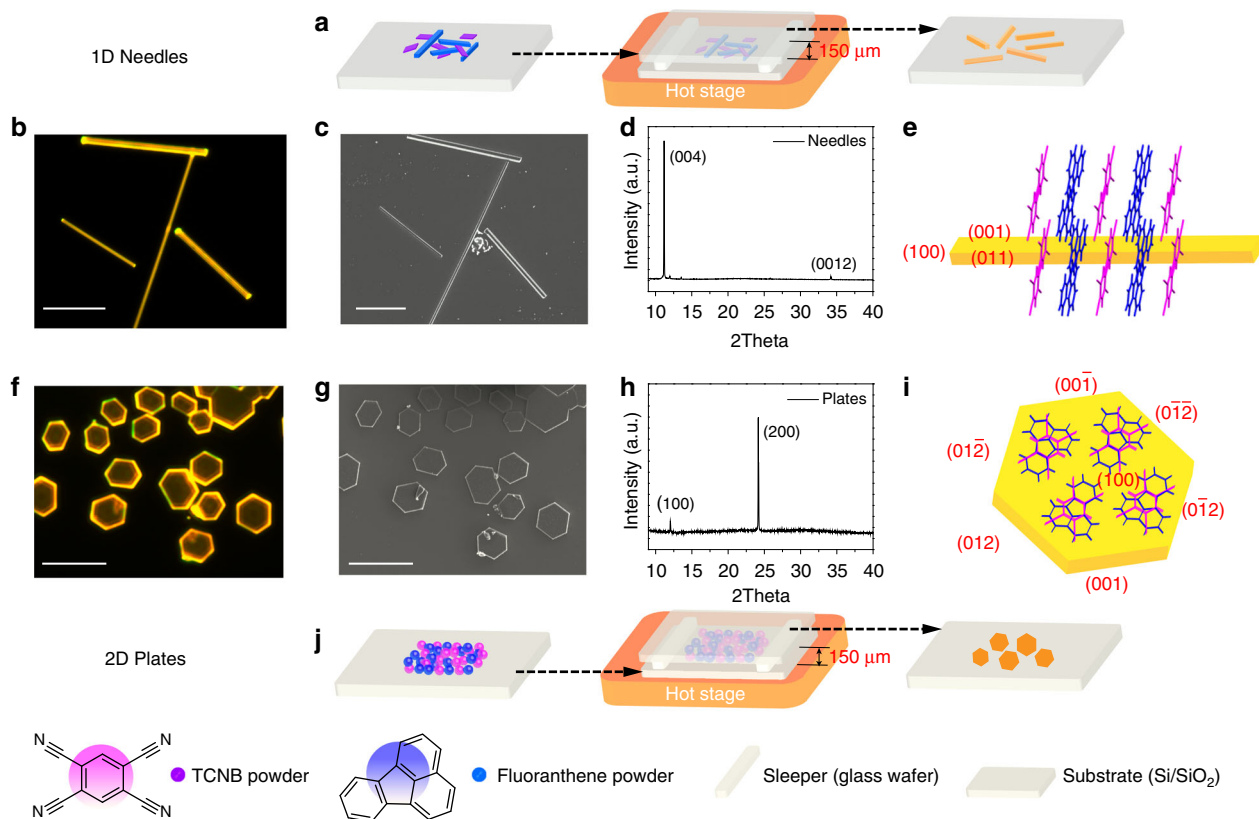 a
1D Needles
150 μm
Hot stage
b
c
d
e
Intensity (a.u.)
(004)
Needles
(0012)
10 15 20 25 30 35 40
2Theta
(001)
(100)
(011)
f
g
h
i
Intensity (a.u.)
Plates
(200)
(100)
10 15 20 25 30 35 40
2Theta
(001̄)
(01̄2̄)
(012̄)
(100)
(01̄2)
(012)
(001)
j
2D Plates
150 μm
Hot stage
N N
N N
TCNB powder
Fluoranthene powder
Sleeper (glass wafer)
Substrate (Si/SiO₂)